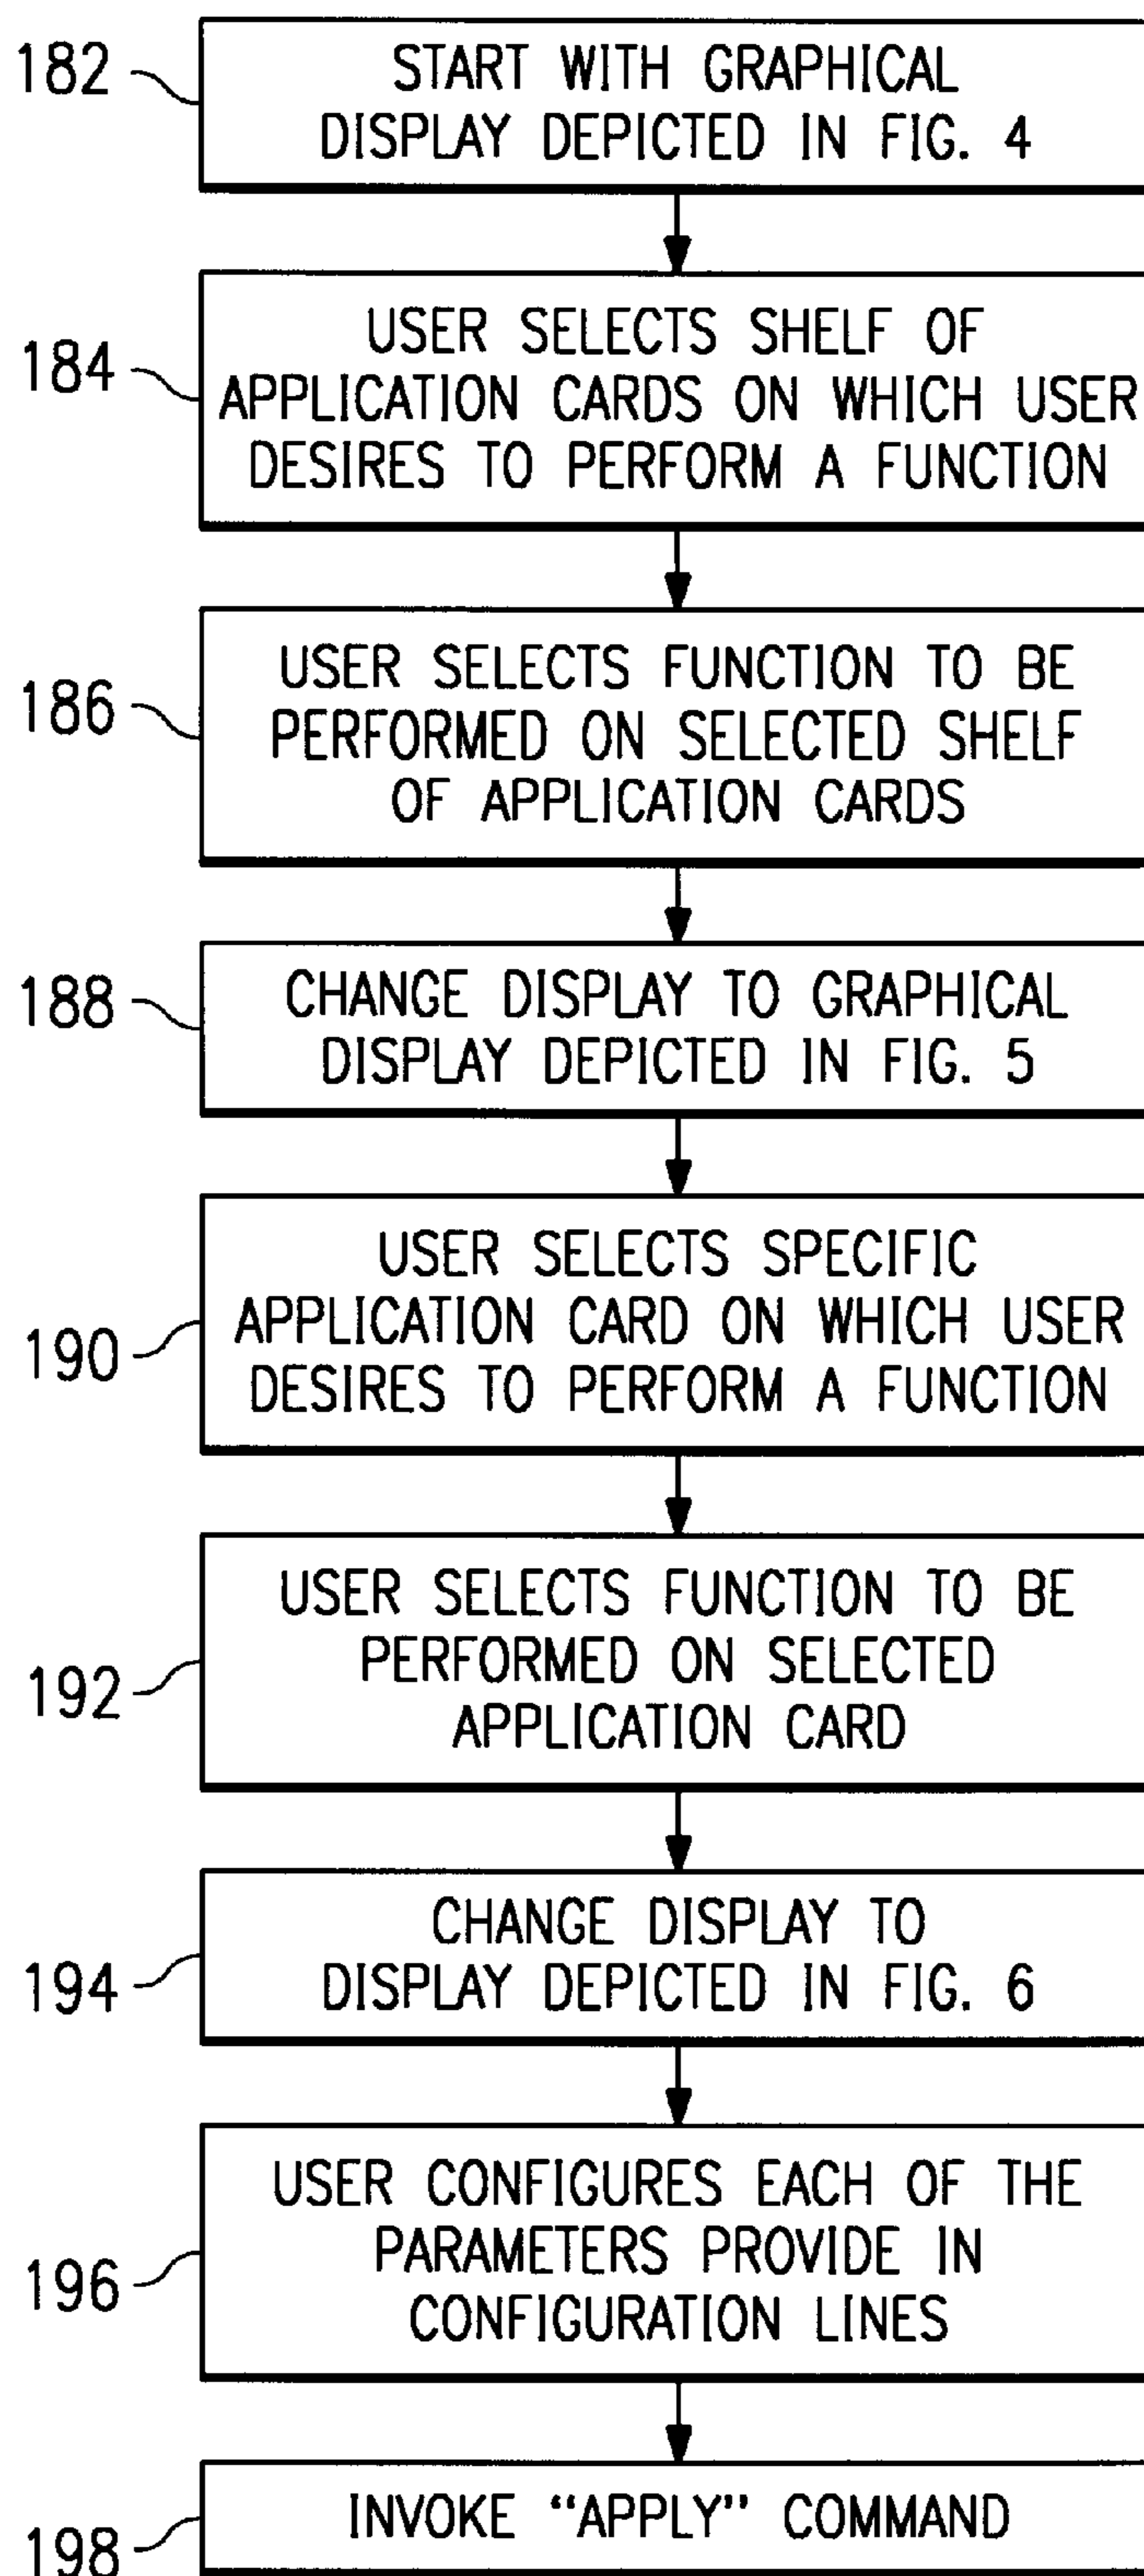 182
START WITH GRAPHICAL
DISPLAY DEPICTED IN FIG. 4
184
USER SELECTS SHELF OF
APPLICATION CARDS ON WHICH USER
DESIRES TO PERFORM A FUNCTION
186
USER SELECTS FUNCTION TO BE
PERFORMED ON SELECTED SHELF
OF APPLICATION CARDS
188
CHANGE DISPLAY TO GRAPHICAL
DISPLAY DEPICTED IN FIG. 5
190
USER SELECTS SPECIFIC
APPLICATION CARD ON WHICH USER
DESIRES TO PERFORM A FUNCTION
192
USER SELECTS FUNCTION TO BE
PERFORMED ON SELECTED
APPLICATION CARD
194
CHANGE DISPLAY TO
DISPLAY DEPICTED IN FIG. 6
196
USER CONFIGURES EACH OF THE
PARAMETERS PROVIDE IN
CONFIGURATION LINES
198
INVOKE “APPLY” COMMAND